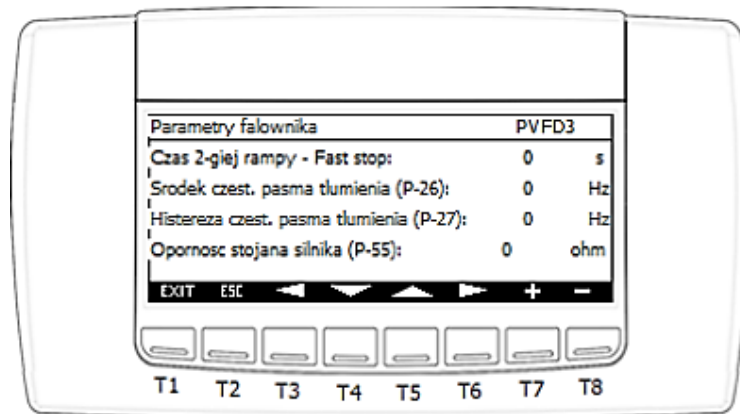 Parametry falownika PVFD3
Czas 2-giej rampy - Fast stop: 0 s
Srodek czest. pasma tlumienia (P-26): 0 Hz
Histereza czest. pasma tlumienia (P-27): 0 Hz
Opornosc stojana silnika (P-55): 0 ohm
EXIT ESC + −
T1 T2 T3 T4 T5 T6 T7 T8